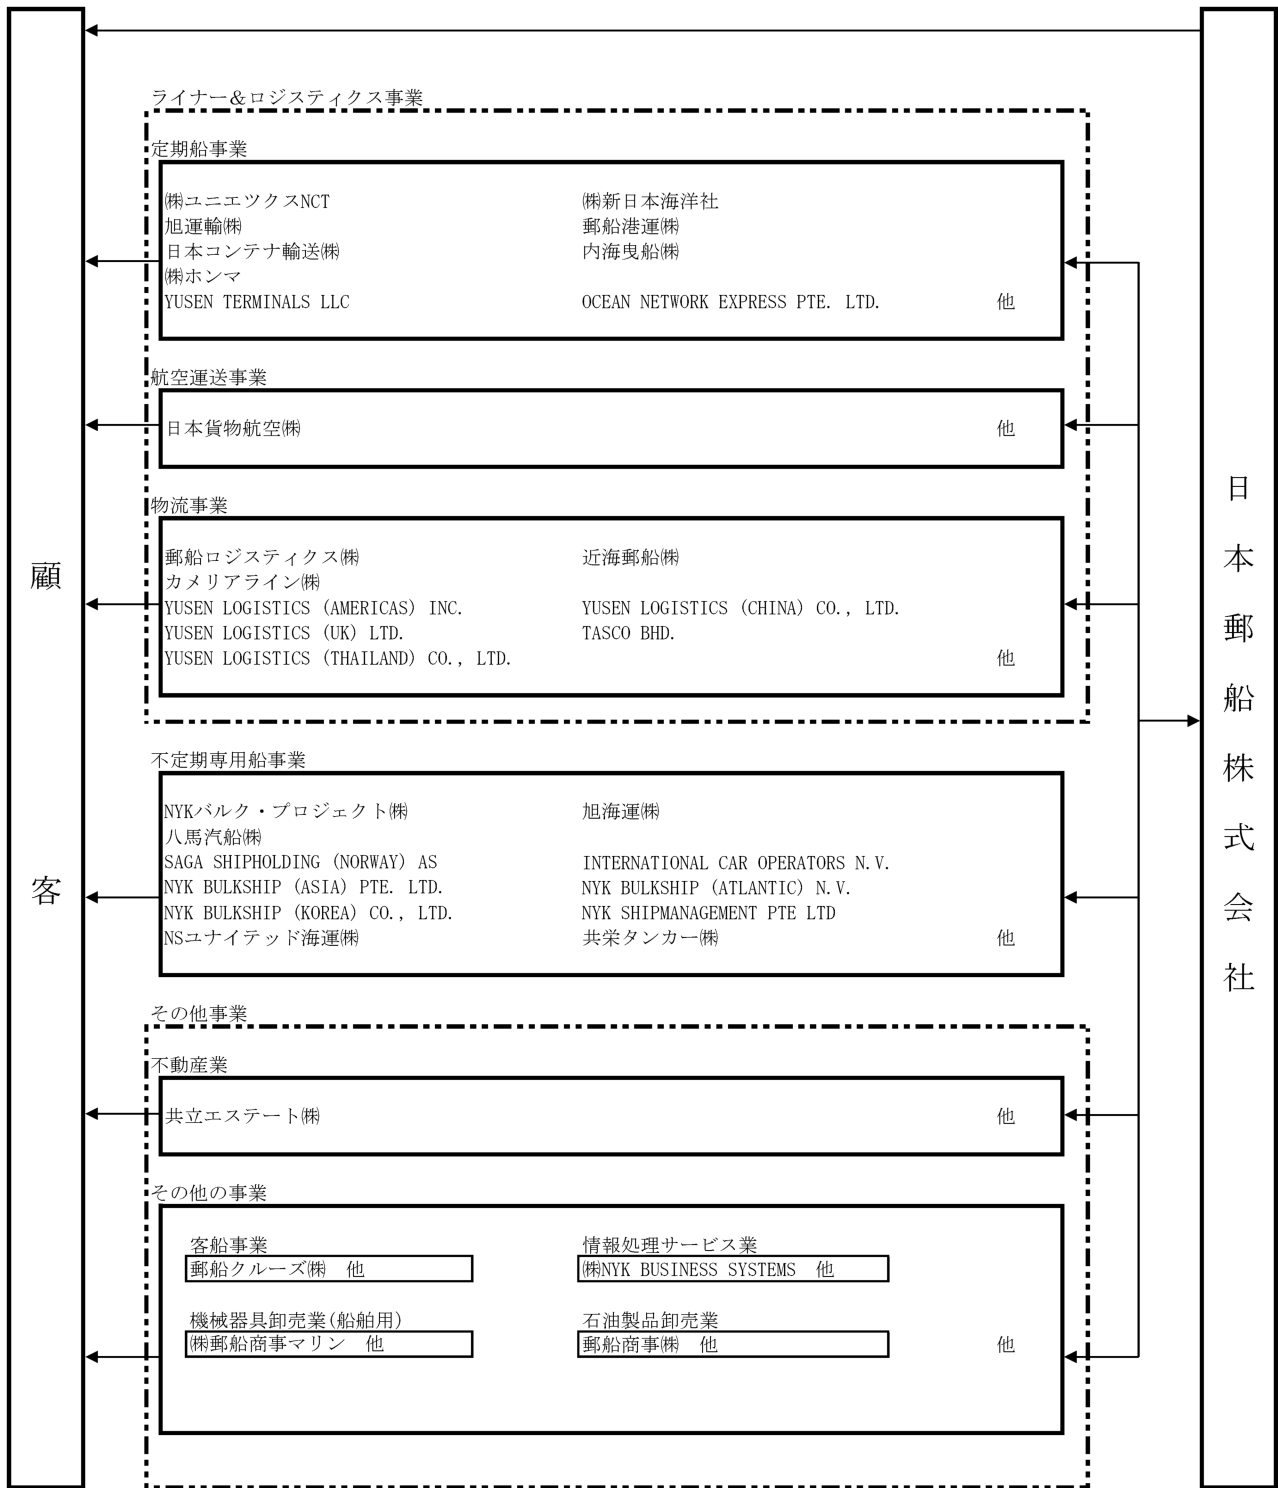 ライナー&ロジスティクス事業
定期船事業
㈱ユニエツクスNCT ㈱新日本海洋社
旭運輸㈱ 郵船港運㈱
日本コンテナ輸送㈱ 内海曳船㈱
㈱ホンマ
YUSEN TERMINALS LLC OCEAN NETWORK EXPRESS PTE. LTD. 他
航空運送事業
日本貨物航空㈱ 他
物流事業
郵船ロジスティクス㈱ 近海郵船㈱
カメリアライン㈱
YUSEN LOGISTICS (AMERICAS) INC. YUSEN LOGISTICS (CHINA) CO., LTD.
YUSEN LOGISTICS (UK) LTD. TASCO BHD.
YUSEN LOGISTICS (THAILAND) CO., LTD. 他
不定期専用船事業
NYKバルク・プロジェクト㈱ 旭海運㈱
八馬汽船㈱
SAGA SHIPHOLDING (NORWAY) AS INTERNATIONAL CAR OPERATORS N.V.
NYK BULKSHIP (ASIA) PTE. LTD. NYK BULKSHIP (ATLANTIC) N.V.
NYK BULKSHIP (KOREA) CO., LTD. NYK SHIPMANAGEMENT PTE LTD
NSユナイテッド海運㈱ 共栄タンカー㈱ 他
その他事業
不動産業
共立エステート㈱ 他
その他の事業
客船事業 情報処理サービス業
郵船クルーズ㈱ 他 ㈱NYK BUSINESS SYSTEMS 他
機械器具卸売業(船舶用) 石油製品卸売業
㈱郵船商事マリン 他 郵船商事㈱ 他 他
顧客
日本郵船株式会社